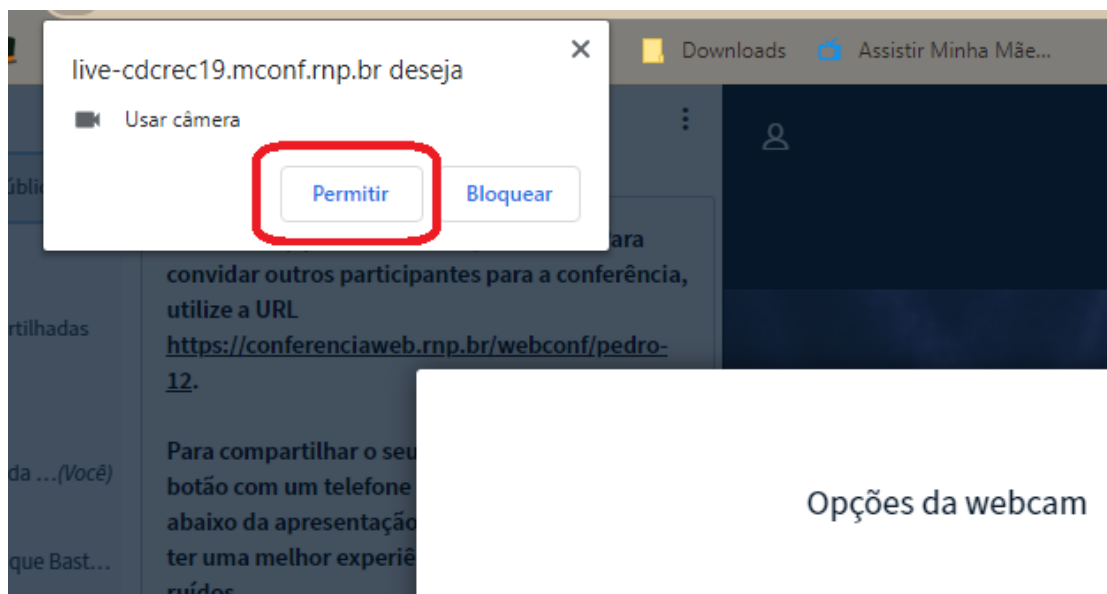 Downloads
Assistir Minha Mãe...
live-cdcrec19.mconf.rnp.br deseja
Usar câmera
Permitir
Bloquear
convidar outros participantes para a conferência,
utilize a URL
https://conferenciaweb.rnp.br/webconf/pedro-
12.
rtilhadas
Para compartilhar o seu
botão com um telefone
abaixo da apresentação
ter uma melhor experiê
ruídos
da ...(Você)
que Bast...
Opções da webcam